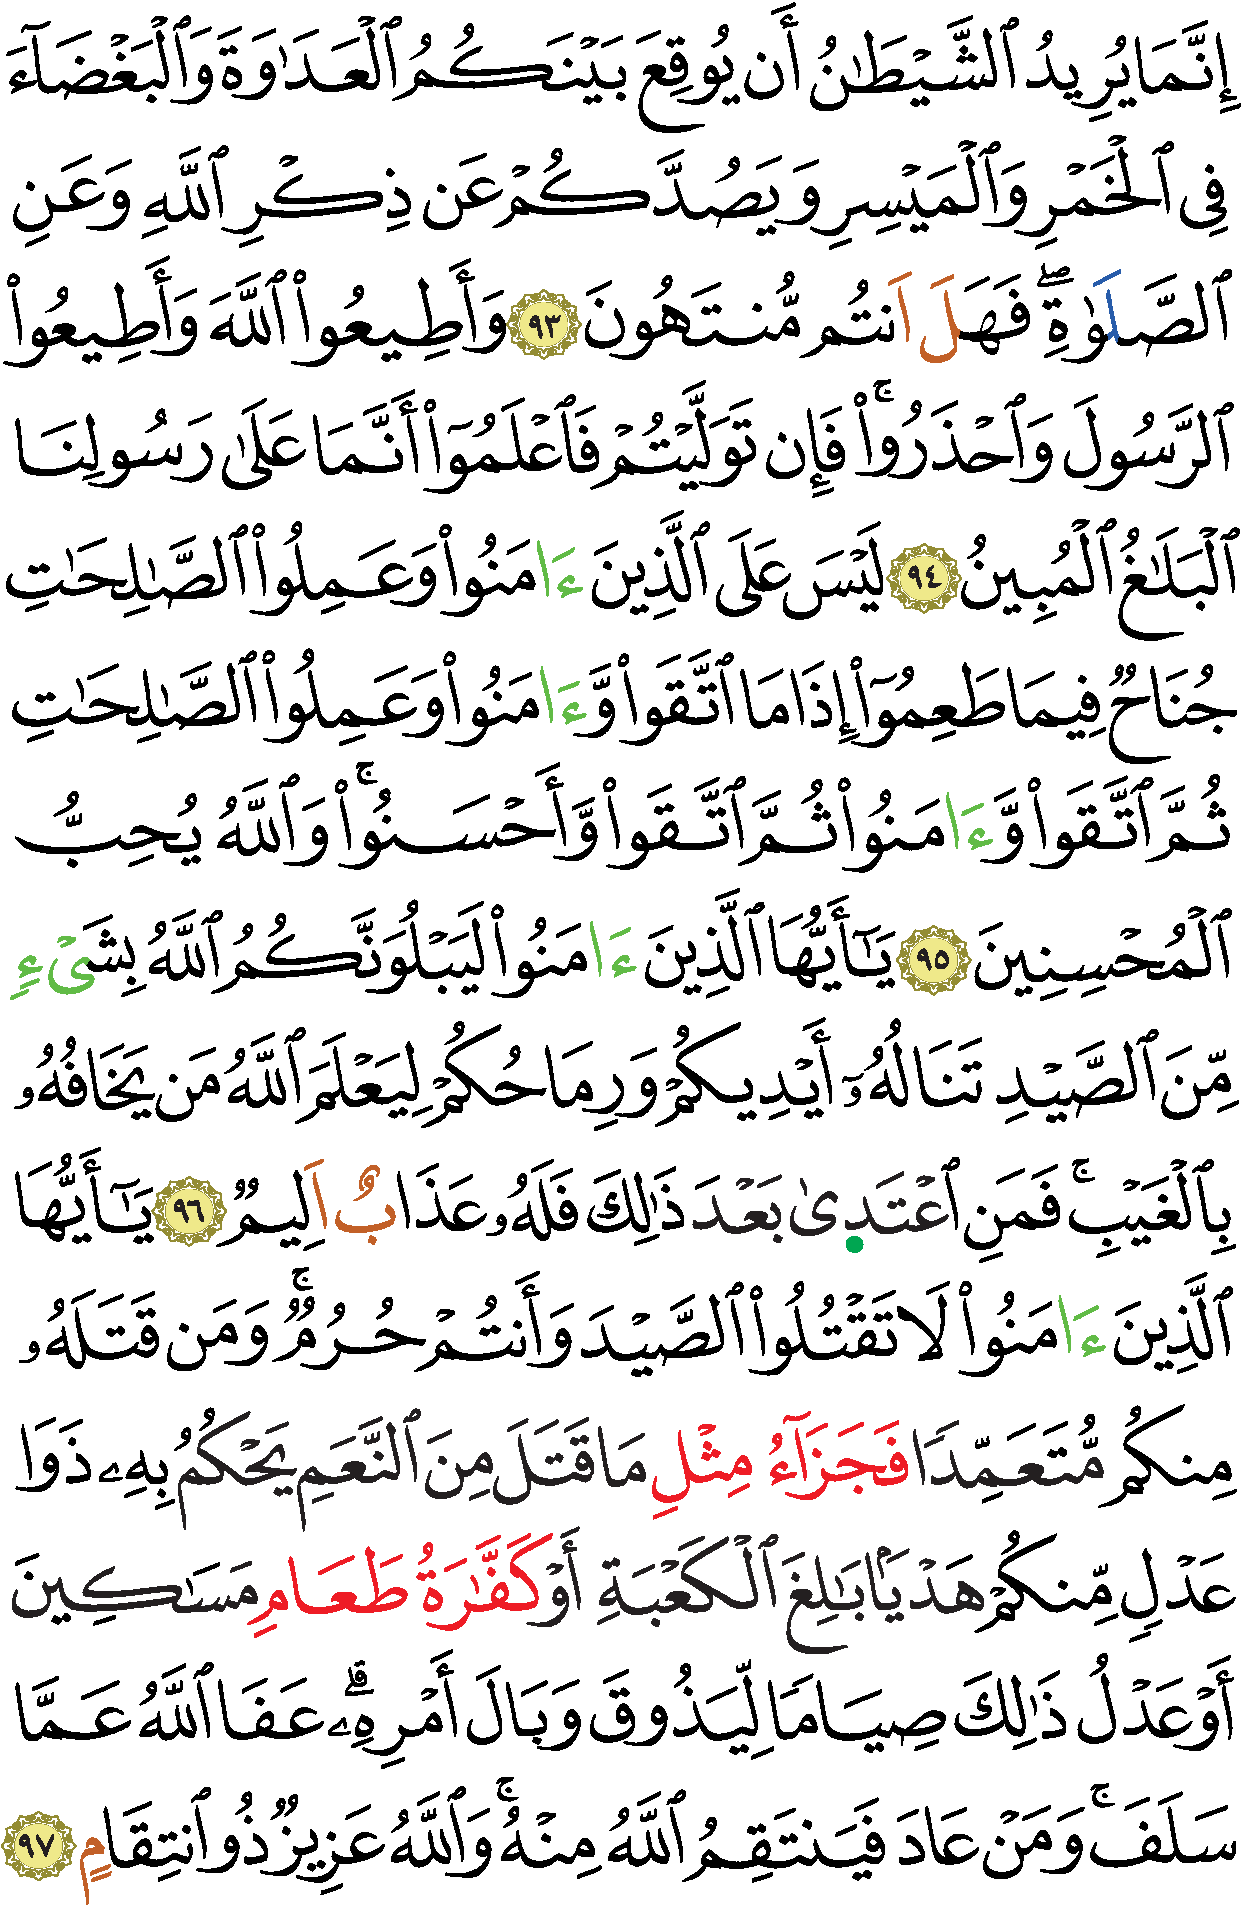 إِنَّمَا يُرِيدُ ٱلشَّيْطَٰنُ أَن يُوقِعَ بَيْنَكُمُ ٱلْعَدَٰوَةَ وَٱلْبَغْضَآءَ
فِى ٱلْخَمْرِ وَٱلْمَيْسِرِ وَيَصُدَّكُمْ عَن ذِكْرِ ٱللَّهِ وَعَنِ
ٱلصَّلَوٰةِۖ فَهَلَ اَنتُم مُّنتَهُونَ ٩٣ وَأَطِيعُواْ ٱللَّهَ وَأَطِيعُواْ
ٱلرَّسُولَ وَٱحْذَرُواْۚ فَإِن تَوَلَّيْتُمْ فَٱعْلَمُوٓاْ أَنَّمَا عَلَىٰ رَسُولِنَا
ٱلْبَلَٰغُ ٱلْمُبِينُ ٩٤ لَيْسَ عَلَى ٱلَّذِينَ ءَامَنُواْ وَعَمِلُواْ ٱلصَّٰلِحَٰتِ
جُنَاحٌ فِيمَا طَعِمُوٓاْ إِذَا مَا ٱتَّقَواْ وَّءَامَنُواْ وَعَمِلُواْ ٱلصَّٰلِحَٰتِ
ثُمَّ ٱتَّقَواْ وَّءَامَنُواْ ثُمَّ ٱتَّقَواْ وَّأَحْسَنُواْۚ وَٱللَّهُ يُحِبُّ
ٱلْمُحْسِنِينَ ٩٥ يَٰٓأَيُّهَا ٱلَّذِينَ ءَامَنُواْ لَيَبْلُوَنَّكُمُ ٱللَّهُ بِشَىْءٍ
مِّنَ ٱلصَّيْدِ تَنَالُهُۥٓ أَيْدِيكُمْ وَرِمَاحُكُمْ لِيَعْلَمَ ٱللَّهُ مَن يَخَافُهُۥ
بِٱلْغَيْبِۚ فَمَنِ ٱعْتَدِىٰ بَعْدَ ذَٰلِكَ فَلَهُۥ عَذَابٌ اَلِيمٌ ٩٦ يَٰٓأَيُّهَا
ٱلَّذِينَ ءَامَنُواْ لَا تَقْتُلُواْ ٱلصَّيْدَ وَأَنتُمْ حُرُمٌۚ وَمَن قَتَلَهُۥ
مِنكُم مُّتَعَمِّدًا فَجَزَآءُ مِثْلِ مَا قَتَلَ مِنَ ٱلنَّعَمِ يَحْكُمُ بِهِۦ ذَوَا
عَدْلٍ مِّنكُمْ هَدْيَۢا بَٰلِغَ ٱلْكَعْبَةِ أَوْ كَفَّٰرَةُ طَعَامِ مَسَٰكِينَ
أَوْ عَدْلُ ذَٰلِكَ صِيَامًا لِّيَذُوقَ وَبَالَ أَمْرِهِۦۗ عَفَا ٱللَّهُ عَمَّا
سَلَفَۚ وَمَنْ عَادَ فَيَنتَقِمُ ٱللَّهُ مِنْهُۚ وَٱللَّهُ عَزِيزٌ ذُو ٱنتِقَامٍ ٩٧